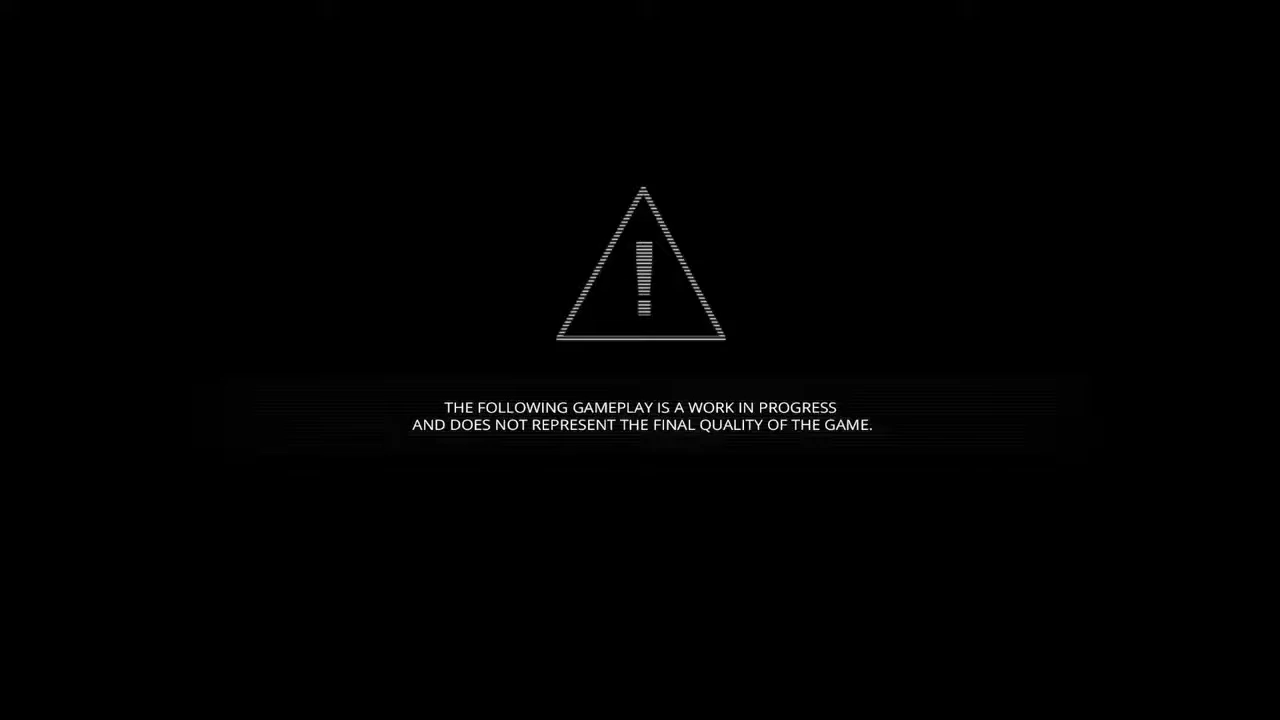 THE FOLLOWING GAMEPLAY IS A WORK IN PROGRESS
AND DOES NOT REPRESENT THE FINAL QUALITY OF THE GAME.